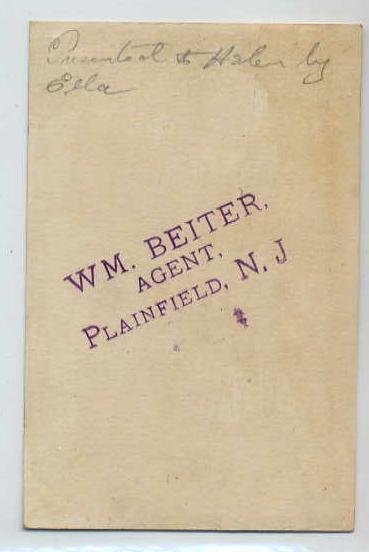 Presented to Helen by
Ella
WM. BEITER,
AGENT,
PLAINFIELD, N. J